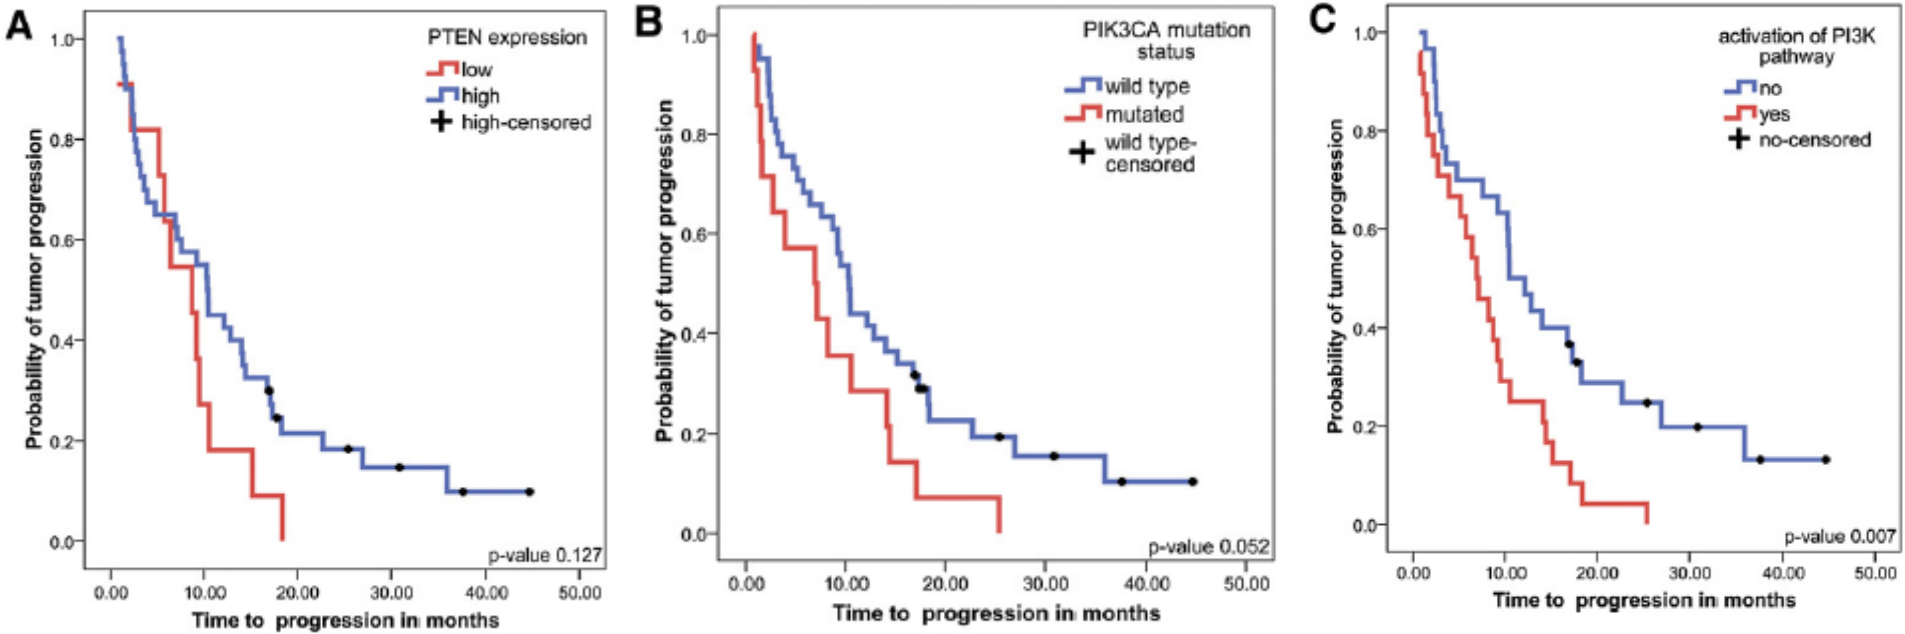 A
PTEN expression
low
high
high-censored
Probability of tumor progression
1.0
0.8
0.6
0.4
0.2
0.0
p-value 0.127
0.00 10.00 20.00 30.00 40.00 50.00
Time to progression in months
B
PIK3CA mutation
status
wild type
mutated
wild type-
censored
Probability of tumor progression
1.0
0.8
0.6
0.4
0.2
0.0
p-value 0.052
0.00 10.00 20.00 30.00 40.00 50.00
Time to progression in months
C
activation of PI3K
pathway
no
yes
no-censored
Probability of tumor progression
1.0
0.8
0.6
0.4
0.2
0.0
p-value 0.007
0.00 10.00 20.00 30.00 40.00 50.00
Time to progression in months